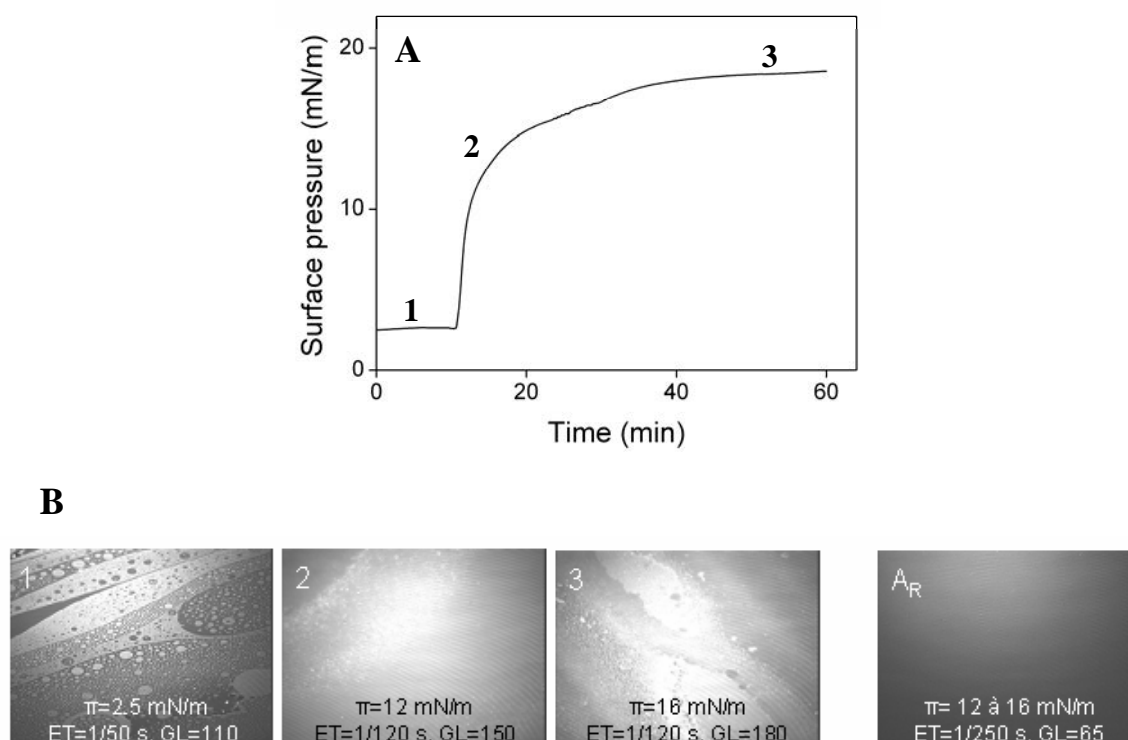 A
Surface pressure (mN/m)
20
10
0
1
2
3
0 20 40 60
Time (min)
B
1
π=2.5 mN/m
ET=1/50 s, GL=110
2
π=12 mN/m
ET=1/120 s, GL=150
3
π=16 mN/m
ET=1/120 s, GL=180
AR
π= 12 à 16 mN/m
ET=1/250 s, GL=65